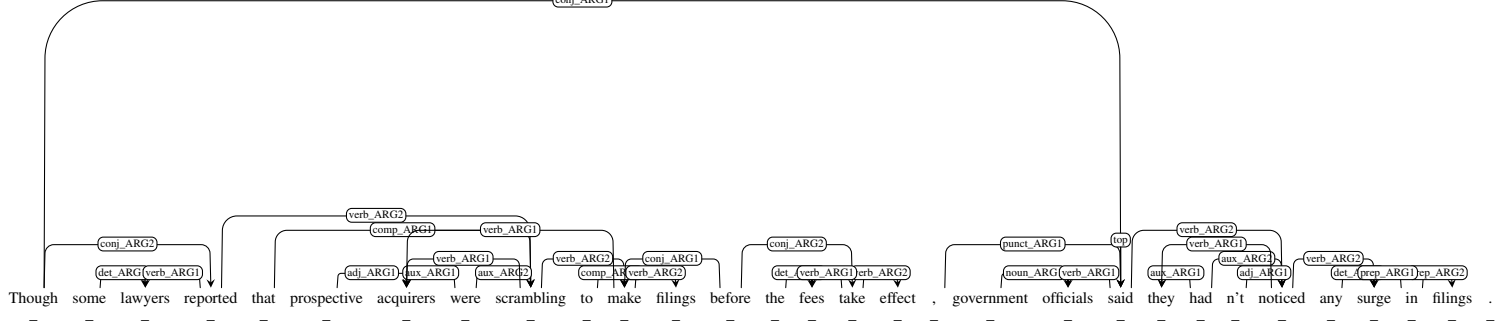 conj_ARG1
verb_ARG2
comp_ARG1 verb_ARG1 verb_ARG2
conj_ARG2 conj_ARG2 punct_ARG1 top verb_ARG1
verb_ARG1 verb_ARG2 conj_ARG1 aux_ARG2 verb_ARG2
verb_ARG1 adj_ARG1 aux_ARG1 aux_ARG2 verb_ARG2 verb_ARG1 verb_ARG1 aux_ARG1 adj_ARG1 prep_ARG1
Though some lawyers reported that prospective acquirers were scrambling to make filings before the fees take effect , government officials said they had n't noticed any surge in filings .
_ _ _ _ _ _ _ _ _ _ _ _ _ _ _ _ _ _ _ _ _ _ _ _ _ _ _ _ _ _